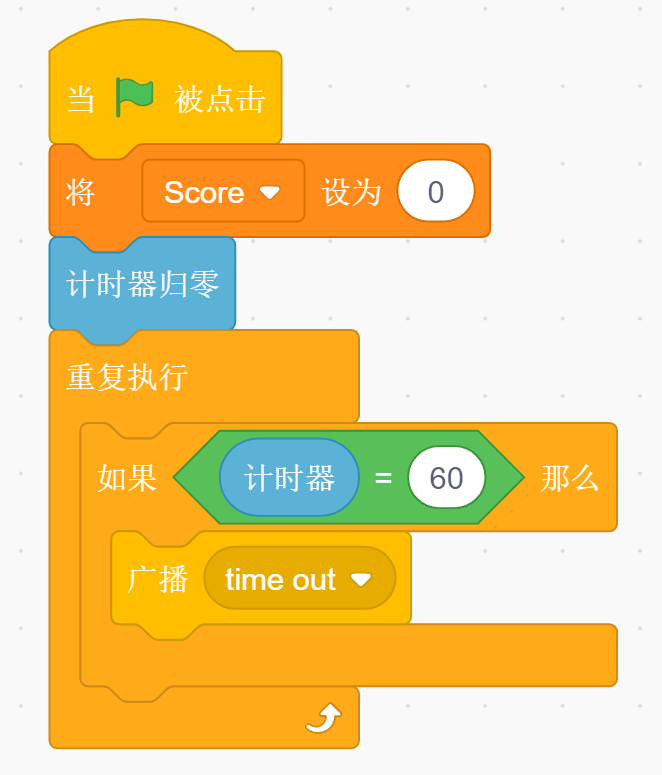 当 被点击
将 Score 设为 0
计时器归零
重复执行
如果 计时器 = 60 那么
广播 time out